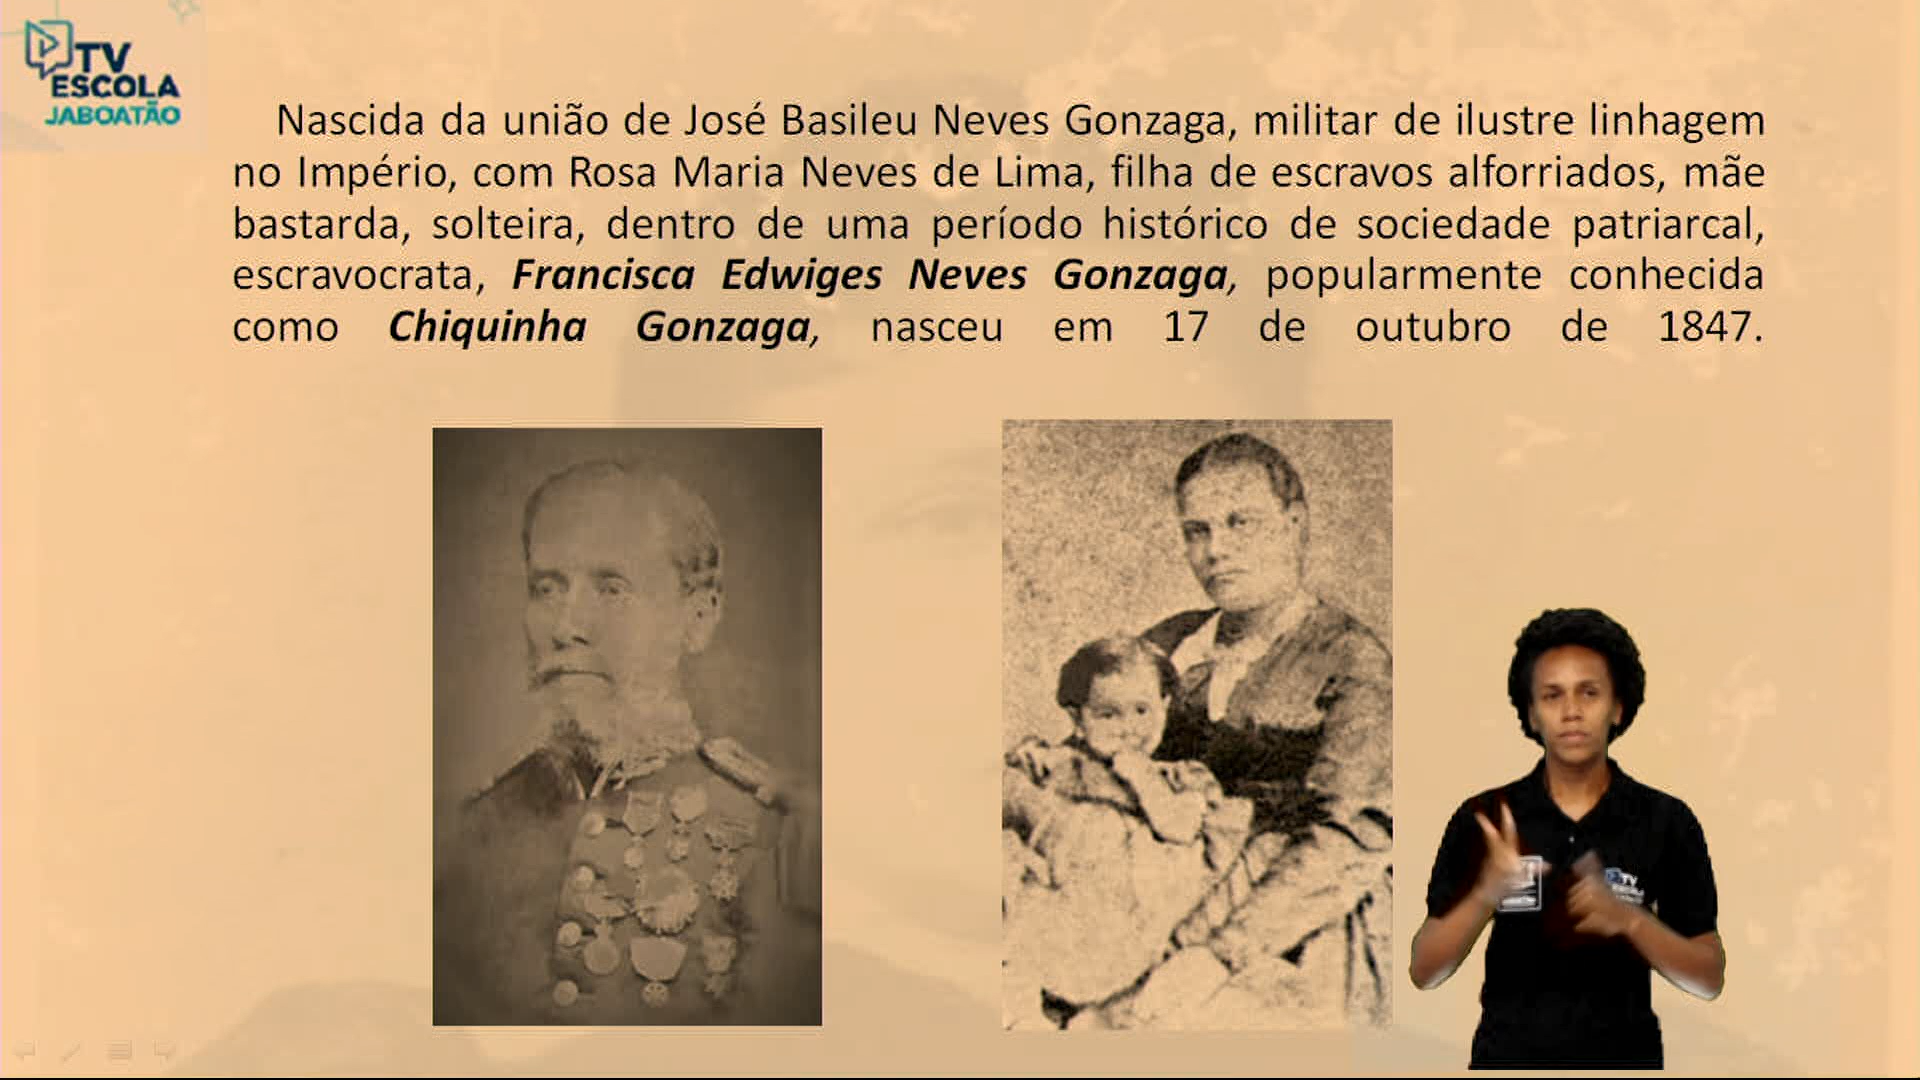 TV
ESCOLA
JABOATÃO
Nascida da união de José Basileu Neves Gonzaga, militar de ilustre linhagem
no Império, com Rosa Maria Neves de Lima, filha de escravos alforriados, mãe
bastarda, solteira, dentro de uma período histórico de sociedade patriarcal,
escravocrata, Francisca Edwiges Neves Gonzaga, popularmente conhecida
como Chiquinha Gonzaga, nasceu em 17 de outubro de 1847.
TV